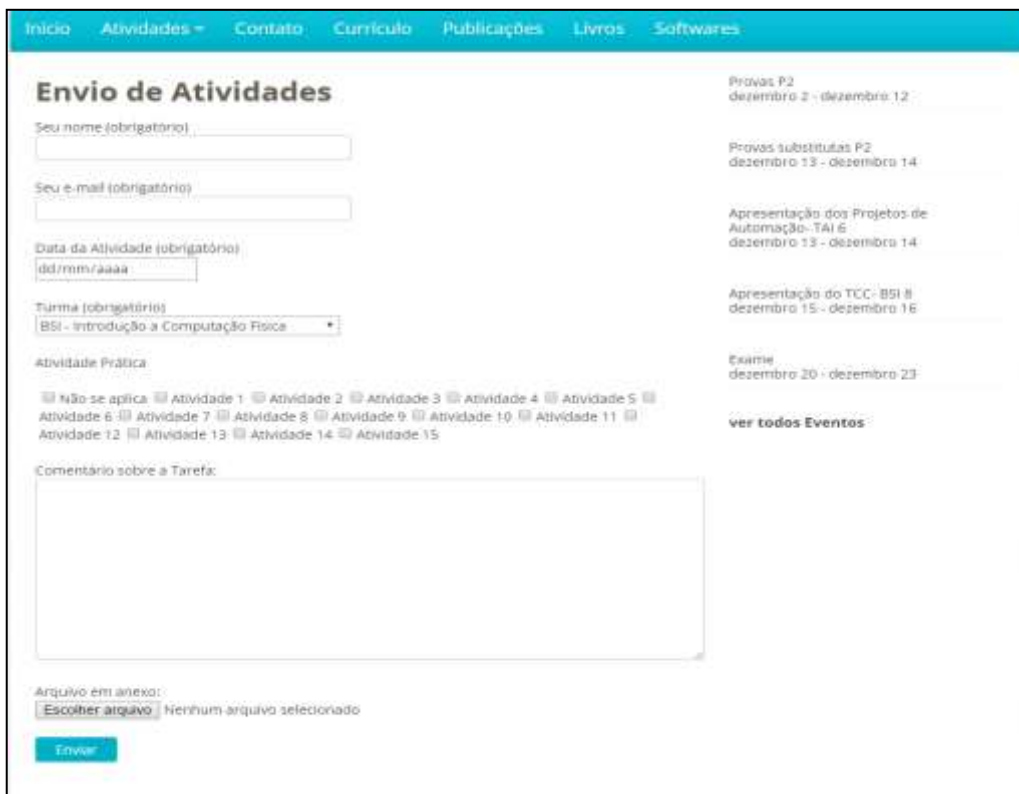 Início Atividades Contato Currículo Publicações Livros Softwares
Envio de Atividades
Seu nome (obrigatório)
Seu e-mail (obrigatório)
Data da Atividade (obrigatório)
dd/mm/aaaa
Turma (obrigatório)
BSI - Introdução a Computação Física
Atividade Prática
Não se aplica Atividade 1 Atividade 2 Atividade 3 Atividade 4 Atividade 5
Atividade 6 Atividade 7 Atividade 8 Atividade 9 Atividade 10 Atividade 11
Atividade 12 Atividade 13 Atividade 14 Atividade 15
Comentário sobre a Tarefa:
Arquivo em anexo:
Escolher arquivo Nenhum arquivo selecionado
Enviar
Provas P2
dezembro 2 - dezembro 12
Provas substitutas P2
dezembro 13 - dezembro 14
Apresentação dos Projetos de
Automação- TAI 6
dezembro 13 - dezembro 14
Apresentação do TCC- BSI 8
dezembro 15 - dezembro 16
Exame
dezembro 20 - dezembro 23
ver todos Eventos